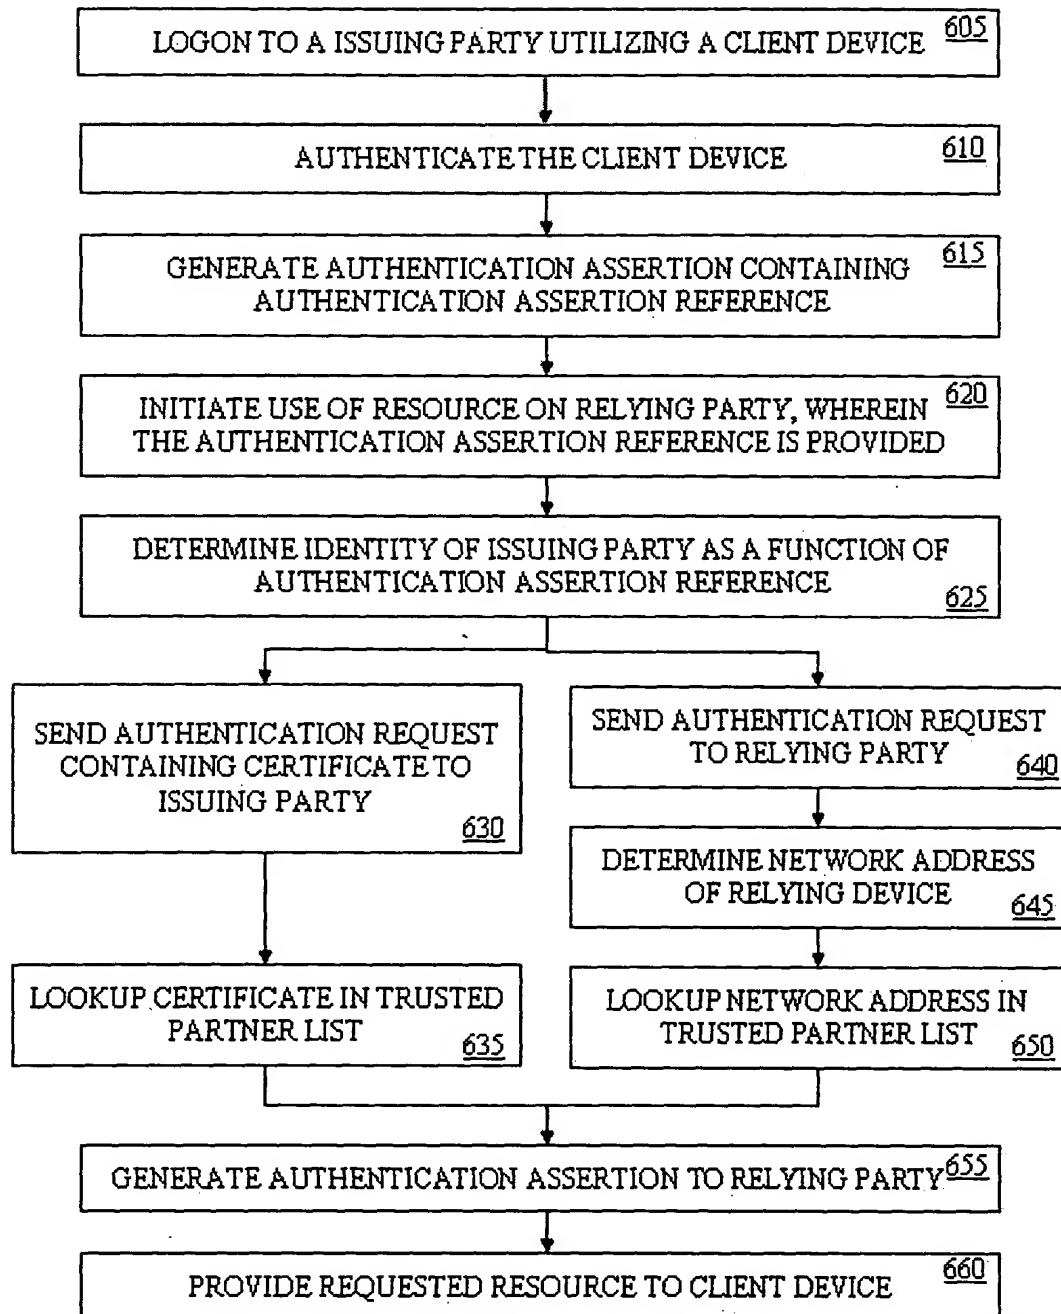 LOGON TO A ISSUING PARTY UTILIZING A CLIENT DEVICE 605
AUTHENTICATE THE CLIENT DEVICE 610
GENERATE AUTHENTICATION ASSERTION CONTAINING
AUTHENTICATION ASSERTION REFERENCE
615
INITIATE USE OF RESOURCE ON RELYING PARTY, WHEREIN
THE AUTHENTICATION ASSERTION REFERENCE IS PROVIDED
620
DETERMINE IDENTITY OF ISSUING PARTY AS A FUNCTION OF
AUTHENTICATION ASSERTION REFERENCE
625
SEND AUTHENTICATION REQUEST
CONTAINING CERTIFICATE TO
ISSUING PARTY
630
LOOKUP CERTIFICATE IN TRUSTED
PARTNER LIST
635
SEND AUTHENTICATION REQUEST
TO RELYING PARTY
640
DETERMINE NETWORK ADDRESS
OF RELYING DEVICE
645
LOOKUP NETWORK ADDRESS IN
TRUSTED PARTNER LIST
650
GENERATE AUTHENTICATION ASSERTION TO RELYING PARTY 655
PROVIDE REQUESTED RESOURCE TO CLIENT DEVICE 660